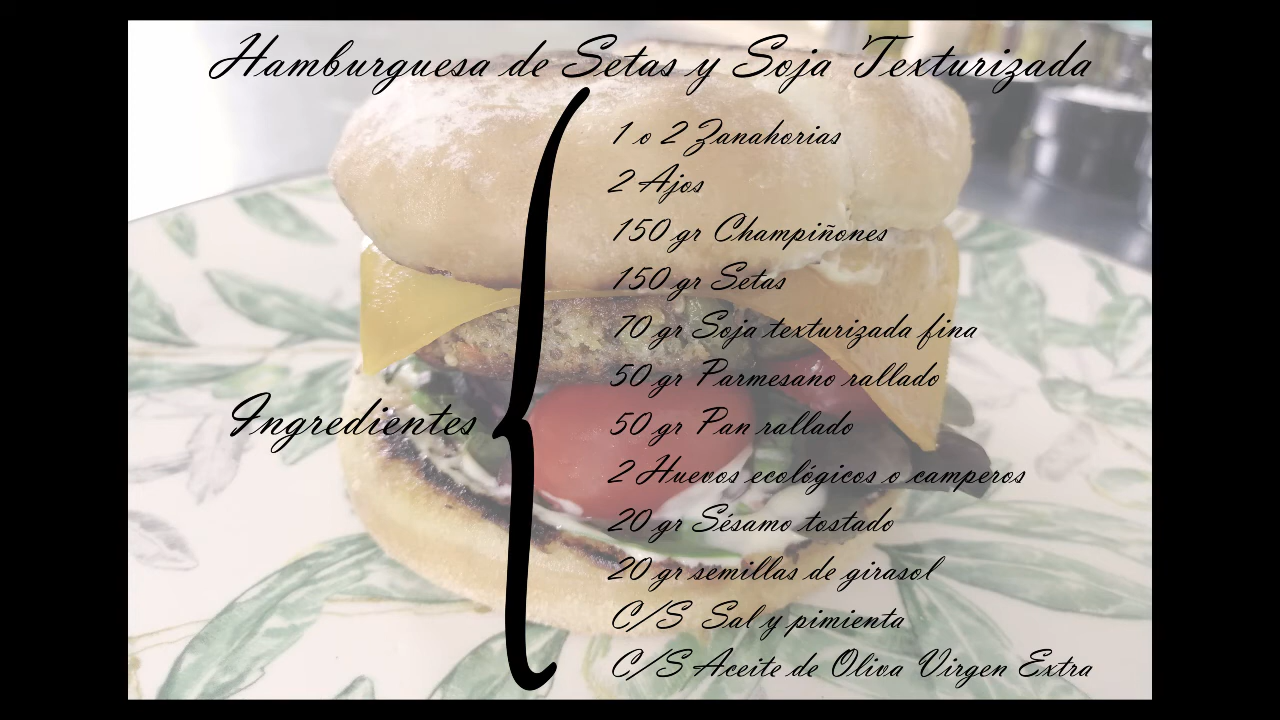 Hamburguesa de Setas y Soja Texturizada
Ingredientes
1 o 2 Zanahorias
2 Ajos
150 gr Champiñones
150 gr Setas
70 gr Soja texturizada fina
50 gr Parmesano rallado
50 gr Pan rallado
2 Huevos ecológicos o camperos
20 gr Sésamo tostado
20 gr semillas de girasol
C/S Sal y pimienta
C/S Aceite de Oliva Virgen Extra